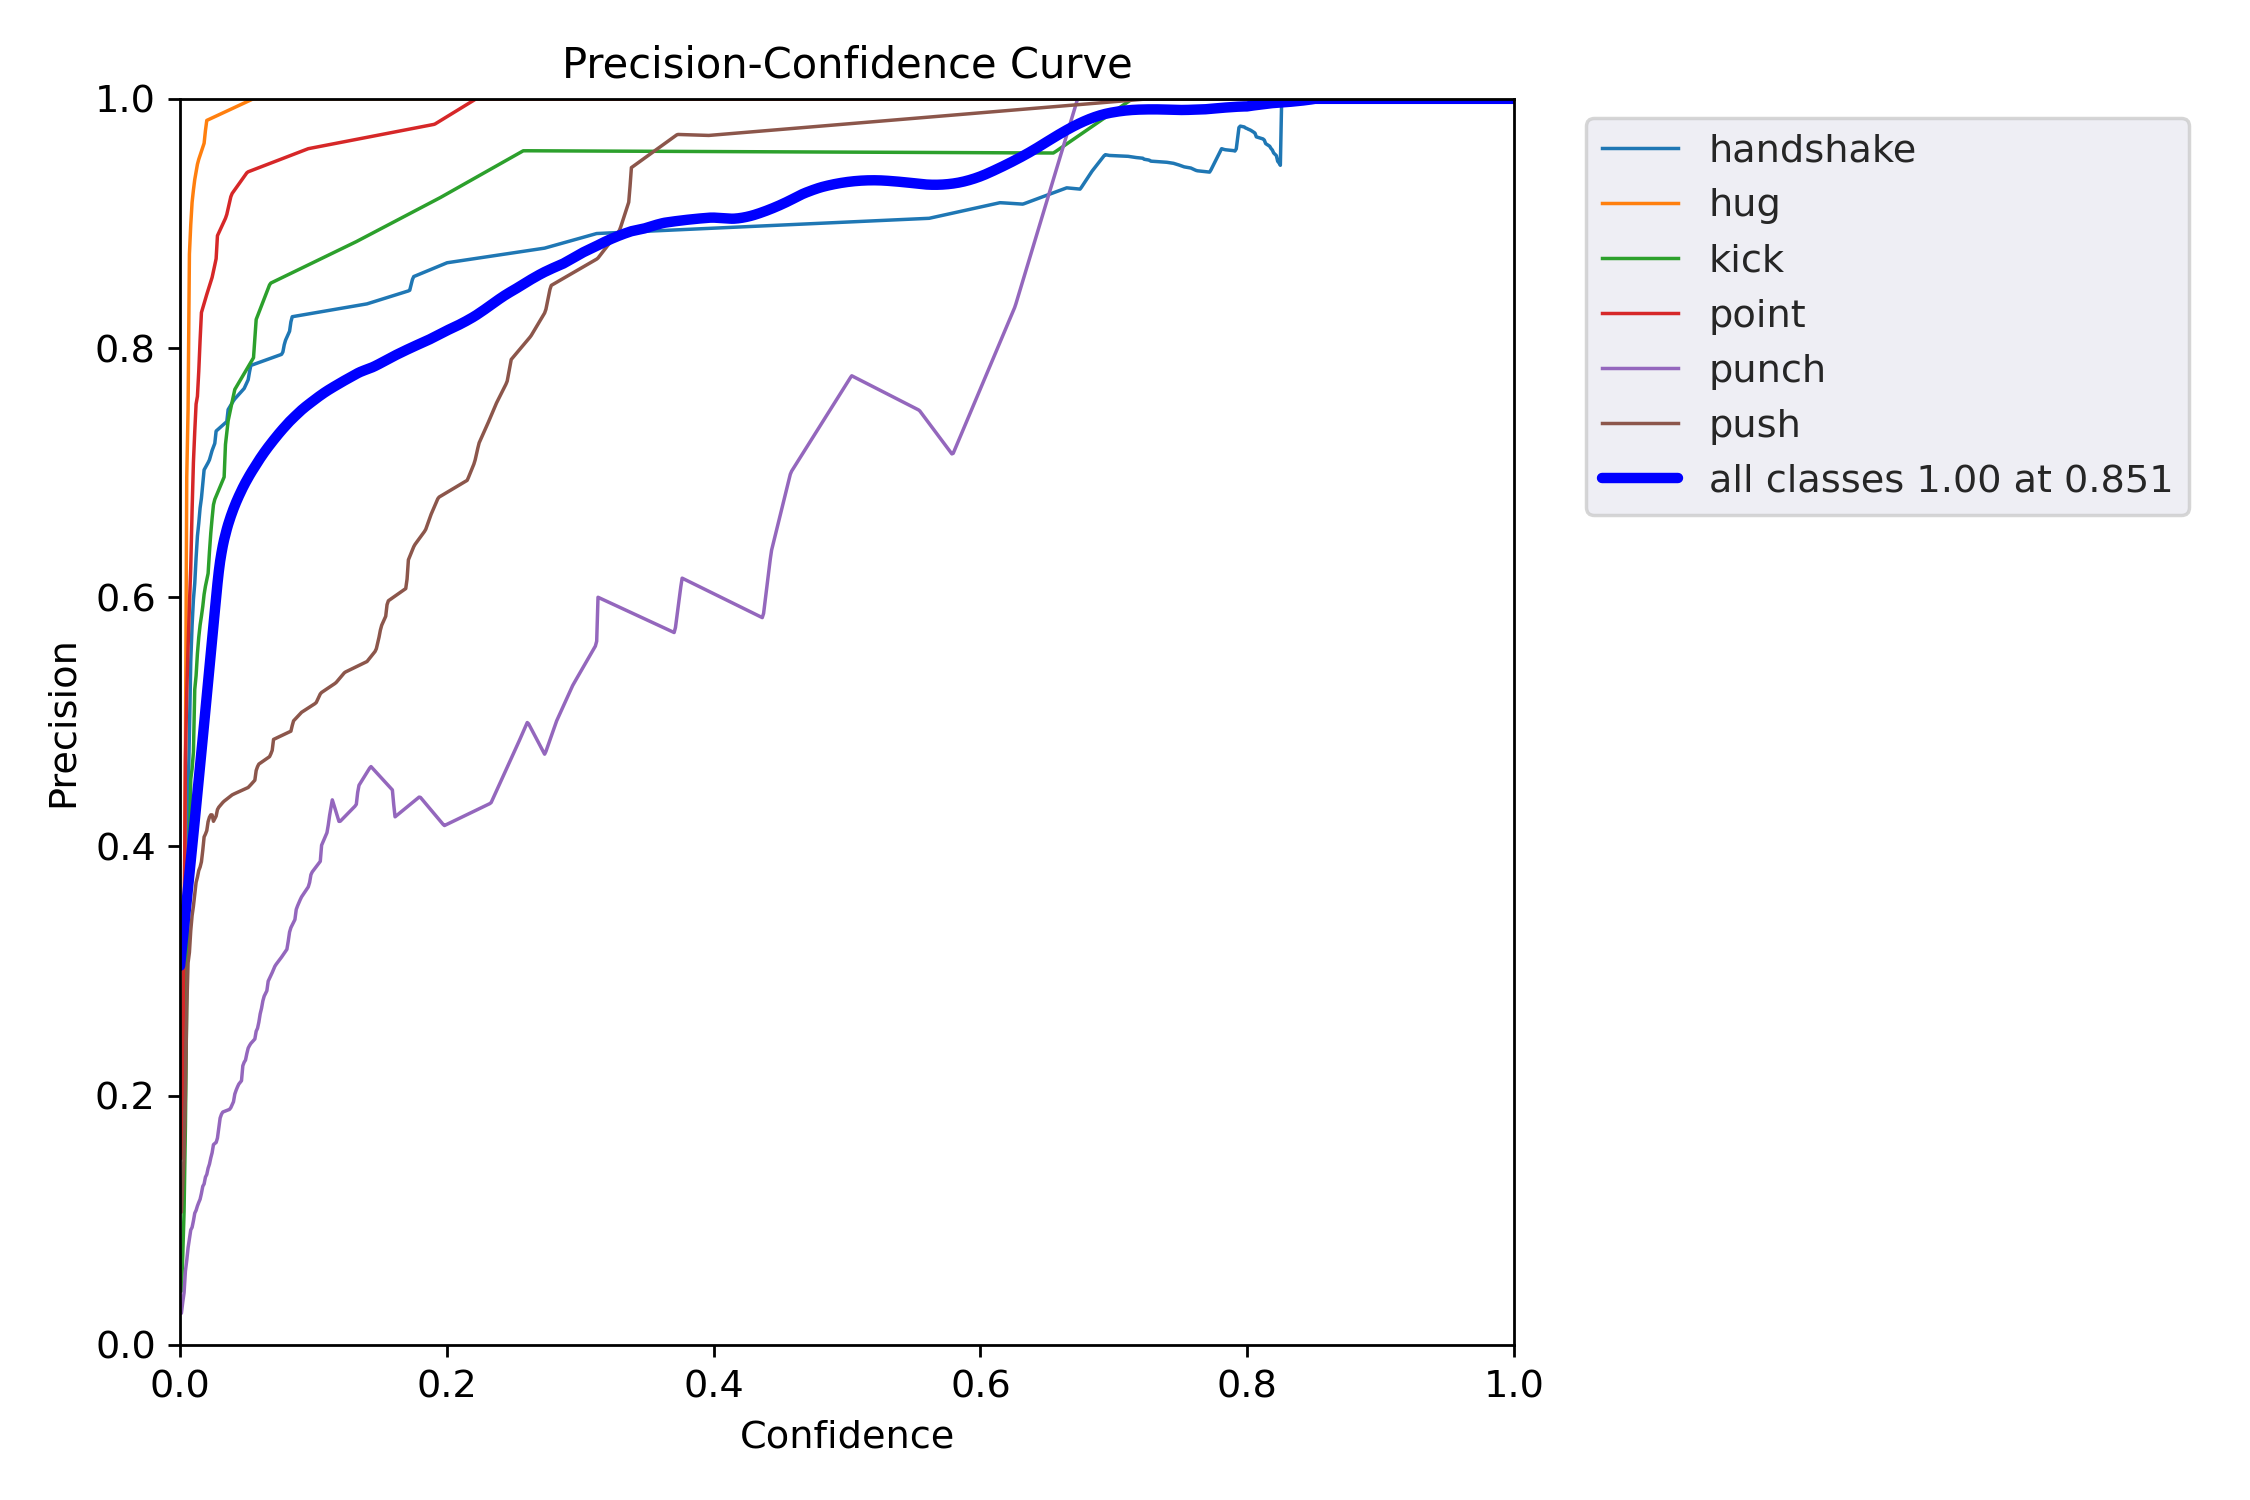 Precision-Confidence Curve
1.0
0.8
0.6
0.4
0.2
0.0
Precision
0.0 0.2 0.4 0.6 0.8 1.0
Confidence
handshake
hug
kick
point
punch
push
all classes 1.00 at 0.851